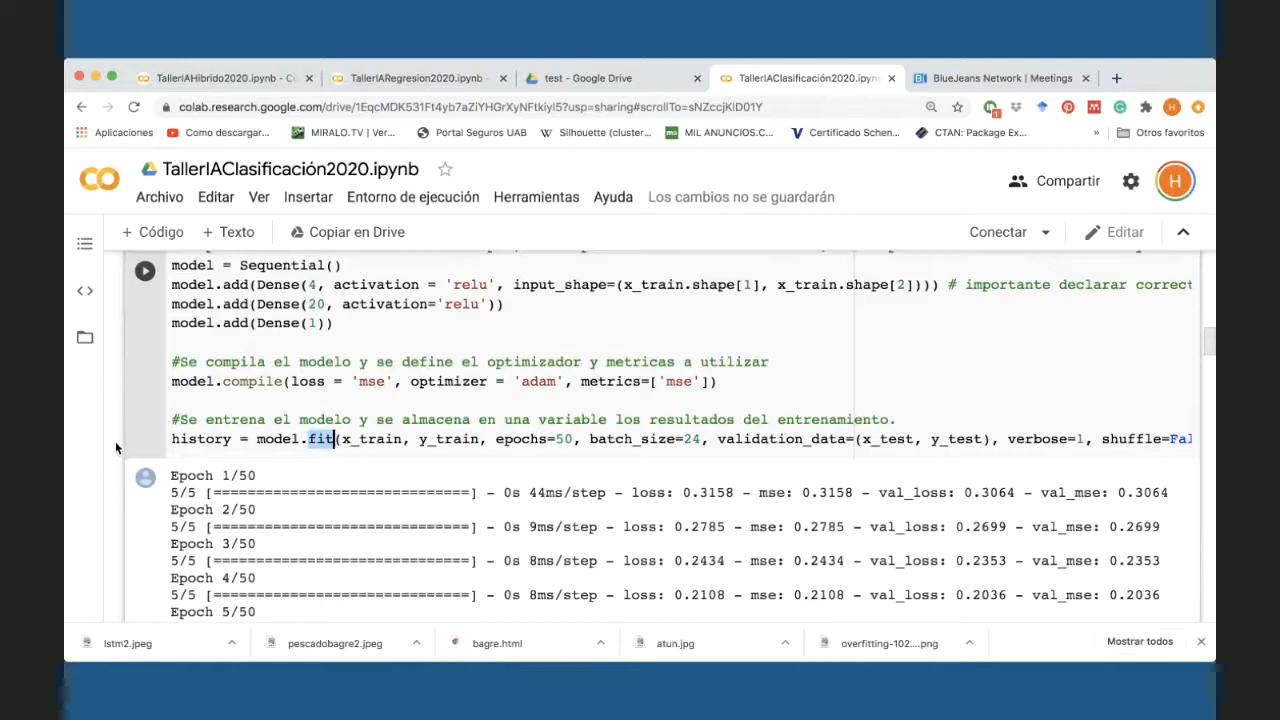 TallerIAHibrido2020.ipynb - C
TallerIARegresion2020.ipynb -
test - Google Drive
TallerIAClasificación2020.ipyn
BlueJeans Network | Meetings
colab.research.google.com/drive/1EqcMDK531Ft4yb7aZiYHGrXyNFtkiyl5?usp=sharing#scrollTo=sNZccjKlD01Y
Aplicaciones
Como descargar...
MIRALO.TV | Ver...
Portal Seguros UAB
Silhouette (cluster...
MIL ANUNCIOS.C...
Certificado Schen...
CTAN: Package Ex...
»
Otros favoritos
TallerIAClasificación2020.ipynb
Archivo Editar Ver Insertar Entorno de ejecución Herramientas Ayuda Los cambios no se guardarán
Compartir
H
+ Código + Texto Copiar en Drive
Conectar
Editar
model = Sequential()
model.add(Dense(4, activation = 'relu', input_shape=(x_train.shape[1], x_train.shape[2]))) # importante declarar correct
model.add(Dense(20, activation='relu'))
model.add(Dense(1))
#Se compila el modelo y se define el optimizador y metricas a utilizar
model.compile(loss = 'mse', optimizer = 'adam', metrics=['mse'])
#Se entrena el modelo y se almacena en una variable los resultados del entrenamiento.
history = model.fit(x_train, y_train, epochs=50, batch_size=24, validation_data=(x_test, y_test), verbose=1, shuffle=Fal
Epoch 1/50
5/5 [==============================] - 0s 44ms/step - loss: 0.3158 - mse: 0.3158 - val_loss: 0.3064 - val_mse: 0.3064
Epoch 2/50
5/5 [==============================] - 0s 9ms/step - loss: 0.2785 - mse: 0.2785 - val_loss: 0.2699 - val_mse: 0.2699
Epoch 3/50
5/5 [==============================] - 0s 8ms/step - loss: 0.2434 - mse: 0.2434 - val_loss: 0.2353 - val_mse: 0.2353
Epoch 4/50
5/5 [==============================] - 0s 8ms/step - loss: 0.2108 - mse: 0.2108 - val_loss: 0.2036 - val_mse: 0.2036
Epoch 5/50
lstm2.jpeg
pescadobagre2.jpeg
bagre.html
atun.jpg
overfitting-102....png
Mostrar todos